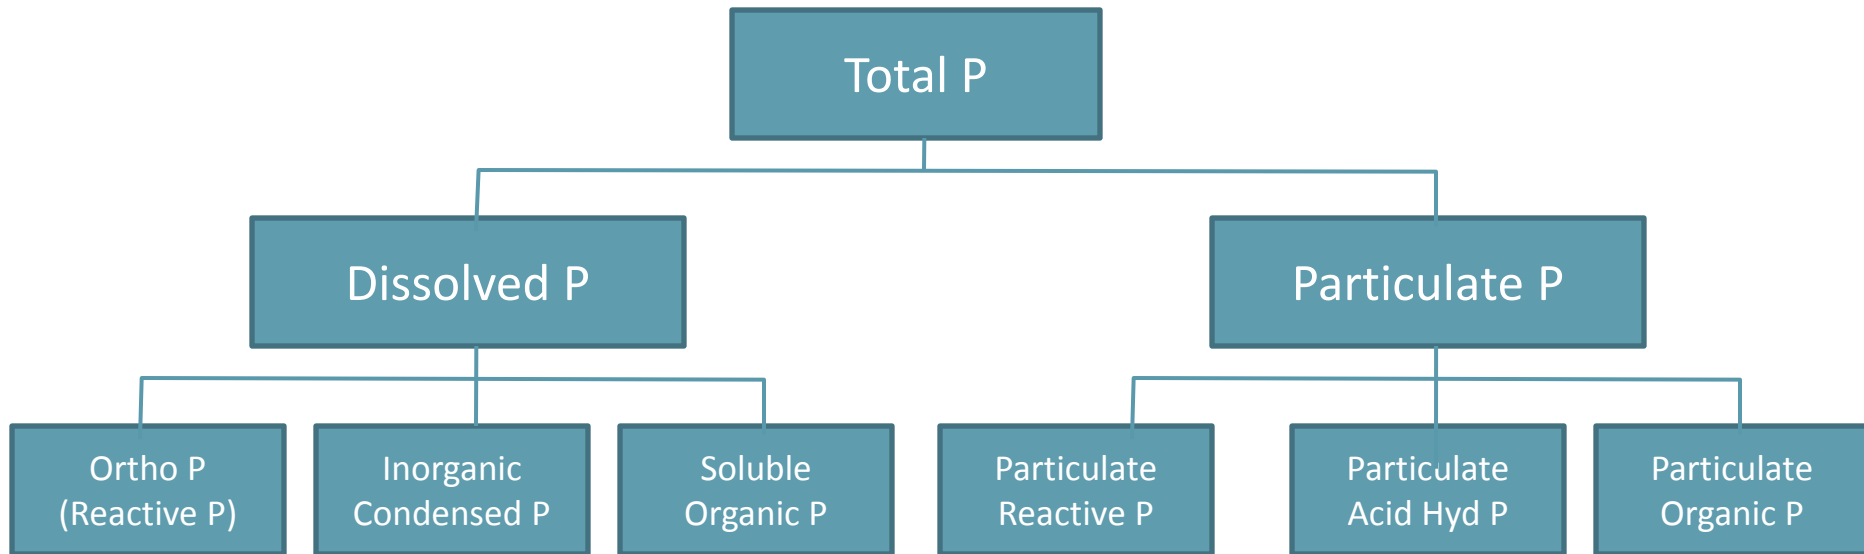 Total P
Dissolved P
Particulate P
Ortho P
(Reactive P)
Inorganic
Condensed P
Soluble
Organic P
Particulate
Reactive P
Particulate
Acid Hyd P
Particulate
Organic P